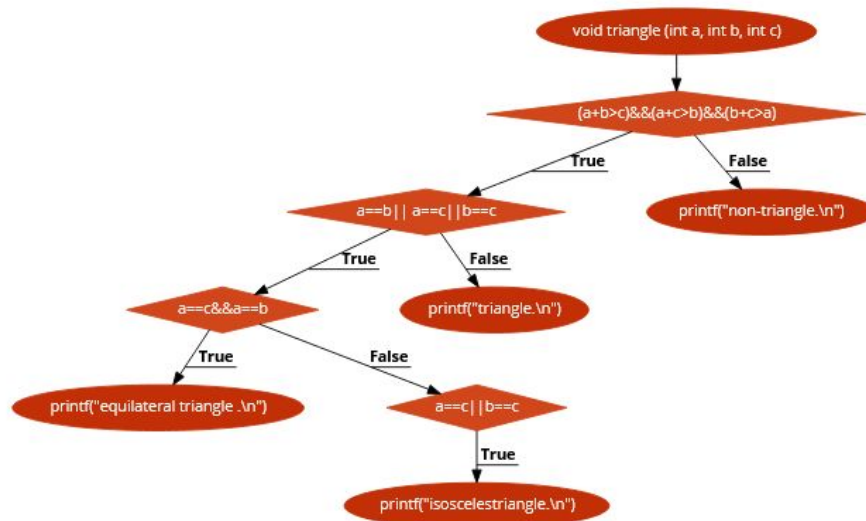 void triangle (int a, int b, int c)
(a+b>c)&&(a+c>b)&&(b+c>a)
True
False
a==b|| a==c||b==c
printf("non-triangle.\n")
True
False
a==c&&a==b
printf("triangle.\n")
True
False
printf("equilateral triangle .\n")
a==c||b==c
True
printf("isoscelestriangle.\n")